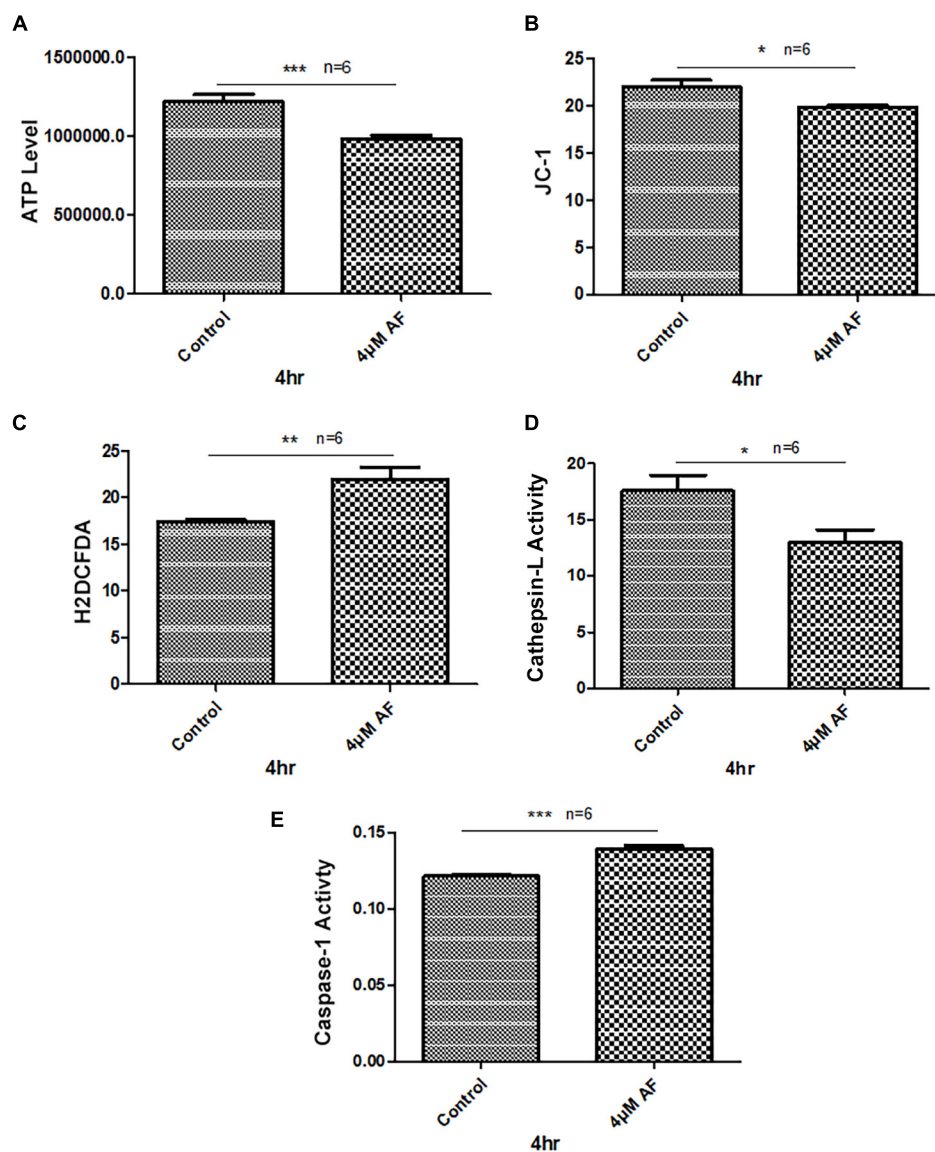 A
1500000.0
*** n=6
1000000.0
500000.0
0.0
ATP Level
Control
4µM AF
4hr
B
* n=6
25
20
15
10
5
0
JC-1
Control
4µM AF
4hr
C
** n=6
25
20
15
10
5
0
H2DCFDA
Control
4µM AF
4hr
D
* n=6
20
15
10
5
0
Cathepsin-L Activity
Control
4µM AF
4hr
E
*** n=6
0.15
0.10
0.05
0.00
Caspase-1 Activty
Control
4µM AF
4hr